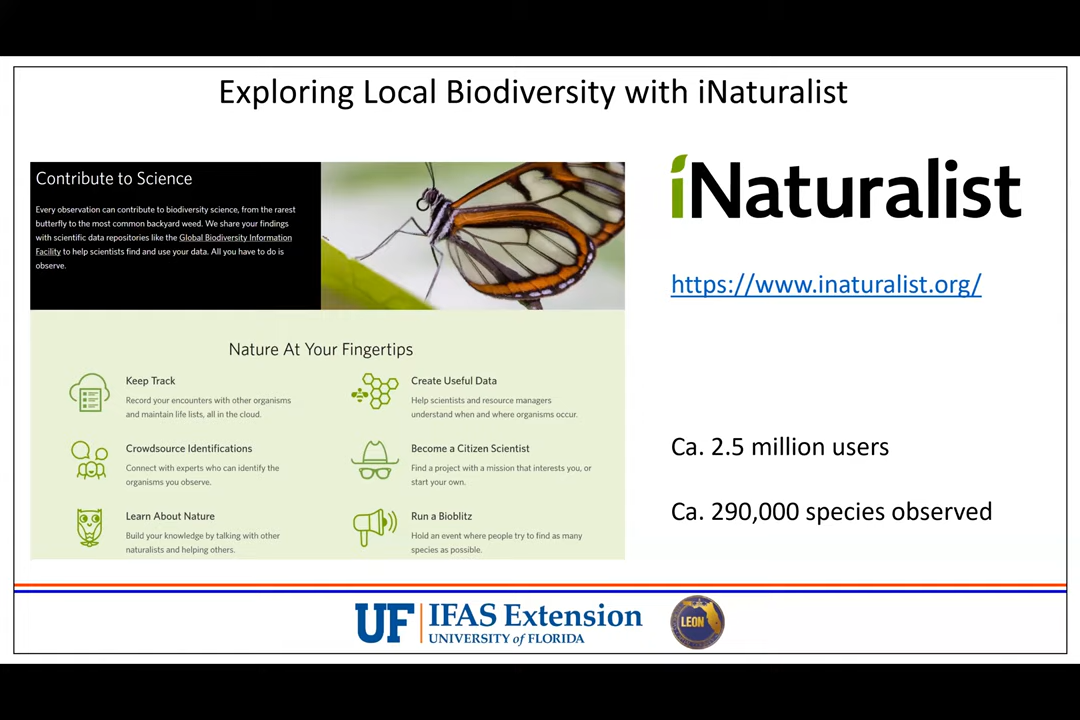 Exploring Local Biodiversity with iNaturalist
Contribute to Science
Every observation can contribute to biodiversity science, from the rarest
butterfly to the most common backyard weed. We share your findings
with scientific data repositories like the Global Biodiversity Information
Facility to help scientists find and use your data. All you have to do is
observe.
Nature At Your Fingertips
Keep Track
Record your encounters with other organisms
and maintain life lists, all in the cloud.
Create Useful Data
Help scientists and resource managers
understand when and where organisms occur.
Crowdsource Identifications
Connect with experts who can identify the
organisms you observe.
Become a Citizen Scientist
Find a project with a mission that interests you, or
start your own.
Learn About Nature
Build your knowledge by talking with other
naturalists and helping others.
Run a Bioblitz
Hold an event where people try to find as many
species as possible.
iNaturalist
https://www.inaturalist.org/
Ca. 2.5 million users
Ca. 290,000 species observed
UF IFAS Extension
UNIVERSITY of FLORIDA
LEON